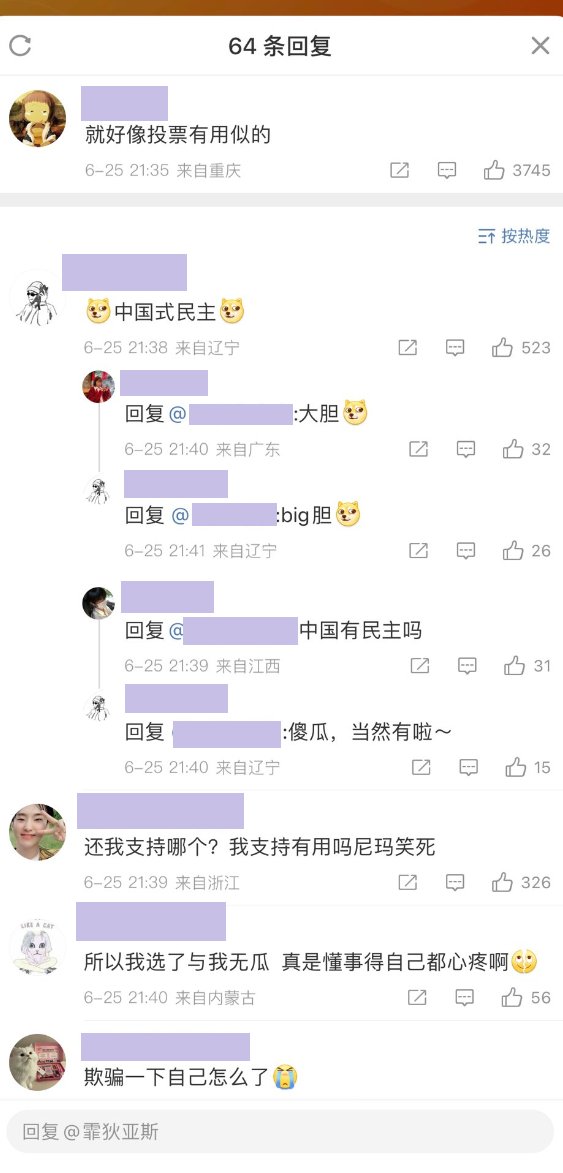 64 条回复
就好像投票有用似的
6-25 21:35 来自重庆
3745
按热度
中国式民主
6-25 21:38 来自辽宁
523
回复 @ :大胆
6-25 21:40 来自广东
32
回复 @ :big胆
6-25 21:41 来自辽宁
26
回复 @ 中国有民主吗
6-25 21:39 来自江西
31
回复 :傻瓜，当然有啦～
6-25 21:40 来自辽宁
15
还我支持哪个？我支持有用吗尼玛笑死
6-25 21:39 来自浙江
326
LIKE A CAT
所以我选了与我无瓜 真是懂事得自己都心疼啊
6-25 21:40 来自内蒙古
56
欺骗一下自己怎么了
回复@霏狄亚斯